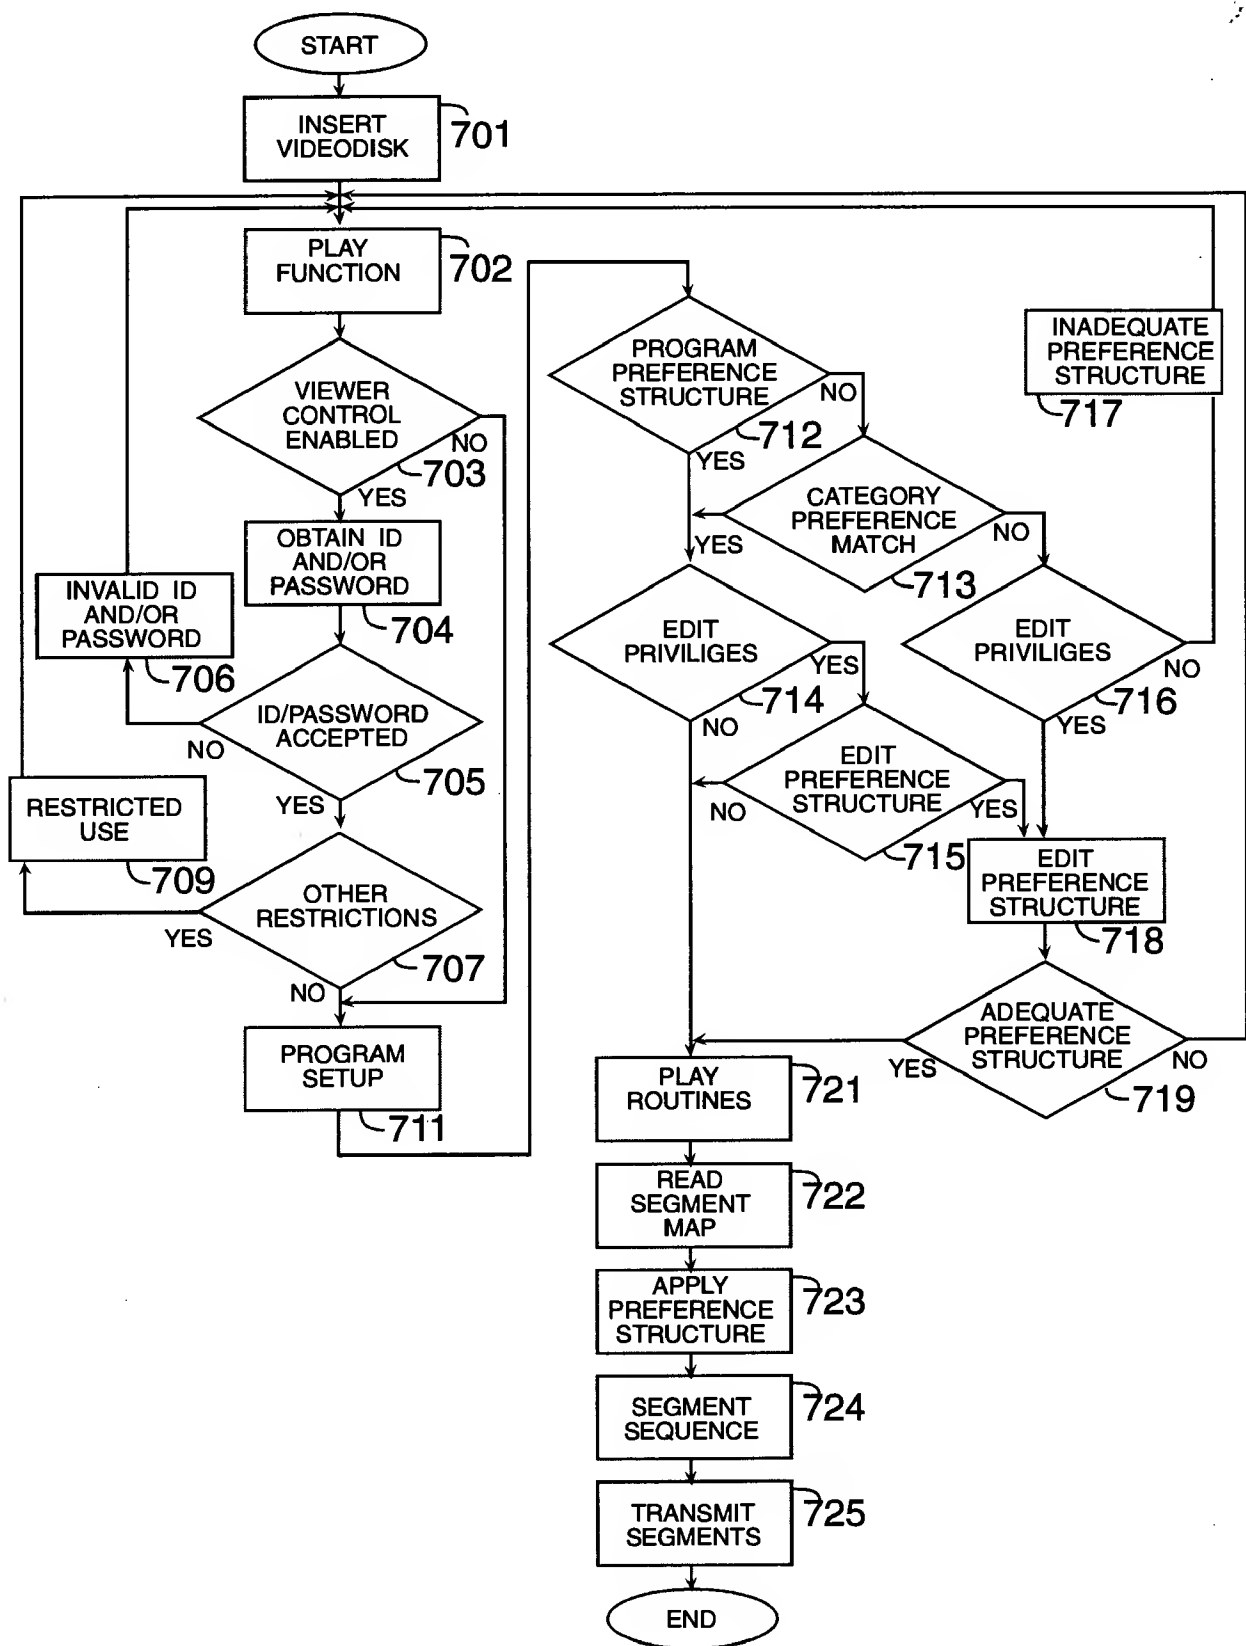 START
INSERT
VIDEODISK
701
PLAY
FUNCTION
702
VIEWER
CONTROL
ENABLED
NO
703
YES
OBTAIN ID
AND/OR
PASSWORD
704
INVALID ID
AND/OR
PASSWORD
706
ID/PASSWORD
ACCEPTED
NO
705
YES
RESTRICTED
USE
709
OTHER
RESTRICTIONS
YES
707
NO
PROGRAM
SETUP
711
PROGRAM
PREFERENCE
STRUCTURE
NO
712
YES
CATEGORY
PREFERENCE
MATCH
NO
YES
713
INADEQUATE
PREFERENCE
STRUCTURE
717
EDIT
PRIVILIGES
YES
714
NO
EDIT
PRIVILIGES
NO
716
YES
EDIT
PREFERENCE
STRUCTURE
NO
YES
715
EDIT
PREFERENCE
STRUCTURE
718
ADEQUATE
PREFERENCE
STRUCTURE
YES
NO
719
PLAY
ROUTINES
721
READ
SEGMENT
MAP
722
APPLY
PREFERENCE
STRUCTURE
723
SEGMENT
SEQUENCE
724
TRANSMIT
SEGMENTS
725
END